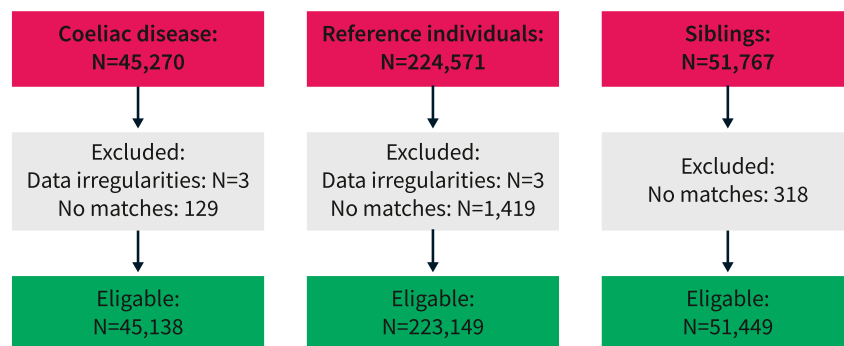 Coeliac disease:
N=45,270
Reference individuals:
N=224,571
Siblings:
N=51,767
Excluded:
Data irregularities: N=3
No matches: 129
Excluded:
Data irregularities: N=3
No matches: N=1,419
Excluded:
No matches: 318
Eligable:
N=45,138
Eligable:
N=223,149
Eligable:
N=51,449